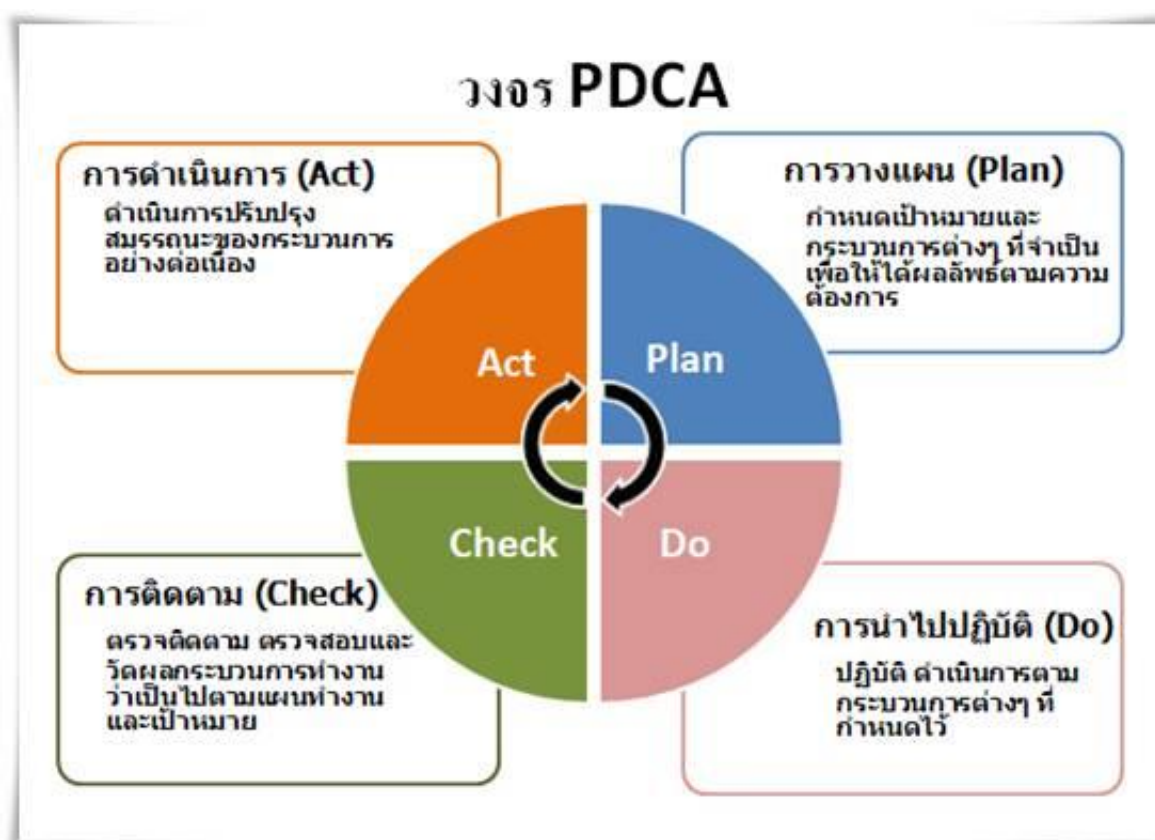 วงจร PDCA
การดำเนินการ (Act)
ดำเนินการปรับปรุง
สมรรถนะของกระบวนการ
อย่างต่อเนื่อง
การวางแผน (Plan)
กำหนดเป้าหมายและ
กระบวนการต่างๆ ที่จำเป็น
เพื่อให้ได้ผลลัพธ์ตามความ
ต้องการ
Act
Plan
Check
Do
การติดตาม (Check)
ตรวจติดตาม ตรวจสอบและ
วัดผลกระบวนการทำงาน
ว่าเป็นไปตามแผนทำงาน
และเป้าหมาย
การนำไปปฏิบัติ (Do)
ปฏิบัติ ดำเนินการตาม
กระบวนการต่างๆ ที่
กำหนดไว้